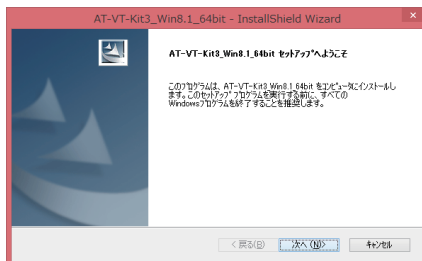 AT-VT-Kit3_Win8.1_64bit - InstallShield Wizard
AT-VT-Kit3_Win8.1_64bit ｾｯﾄｱｯﾌﾟへようこそ
このﾌﾟﾛｸﾞﾗﾑは、AT-VT-Kit3_Win8.1_64bit をｺﾝﾋﾟｭｰﾀにｲﾝｽﾄｰﾙし
ます。このｾｯﾄｱｯﾌﾟ ﾌﾟﾛｸﾞﾗﾑを実行する前に、すべての
Windowsﾌﾟﾛｸﾞﾗﾑを終了することを推奨します。
< 戻る(B) 次へ(N)> ｷｬﾝｾﾙ